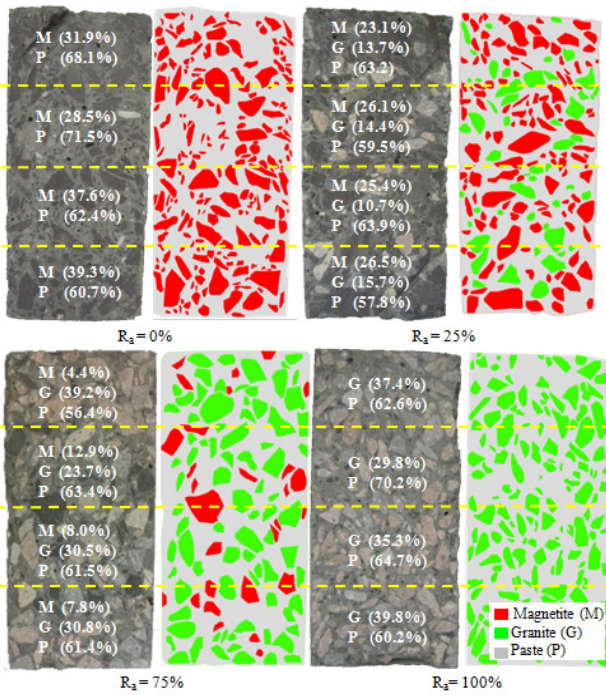 M (31.9%)
P (68.1%)
M (28.5%)
P (71.5%)
M (37.6%)
P (62.4%)
M (39.3%)
P (60.7%)
R_a = 0%
M (23.1%)
G (13.7%)
P (63.2)
M (26.1%)
G (14.4%)
P (59.5%)
M (25.4%)
G (10.7%)
P (63.9%)
M (26.5%)
G (15.7%)
P (57.8%)
R_a = 25%
M (4.4%)
G (39.2%)
P (56.4%)
M (12.9%)
G (23.7%)
P (63.4%)
M (8.0%)
G (30.5%)
P (61.5%)
M (7.8%)
G (30.8%)
P (61.4%)
R_a = 75%
G (37.4%)
P (62.6%)
G (29.8%)
P (70.2%)
G (35.3%)
P (64.7%)
G (39.8%)
P (60.2%)
Magnetite (M)
Granite (G)
Paste (P)
R_a = 100%